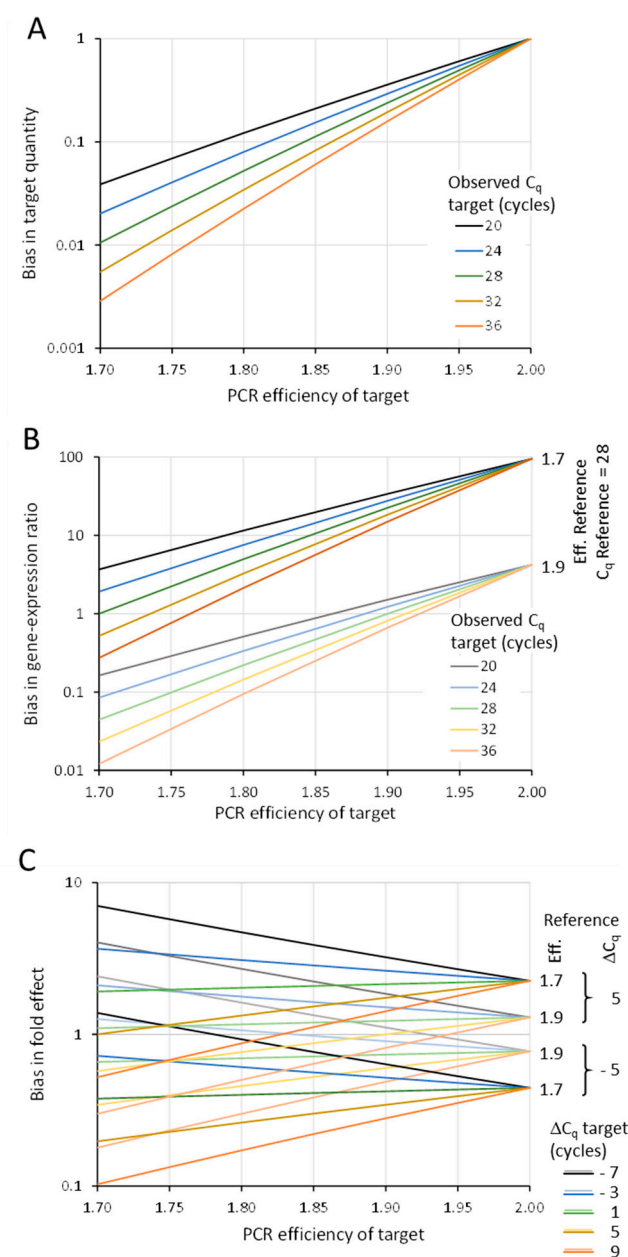 A
1
0.1
0.01
0.001
Bias in target quantity
1.70 1.75 1.80 1.85 1.90 1.95 2.00
PCR efficiency of target
Observed Cq
target (cycles)
20
24
28
32
36
B
100
10
1
0.1
0.01
Bias in gene-expression ratio
1.70 1.75 1.80 1.85 1.90 1.95 2.00
PCR efficiency of target
1.7
1.9
Eff. Reference
Cq Reference = 28
Observed Cq
target (cycles)
20
24
28
32
36
C
10
1
0.1
Bias in fold effect
1.70 1.75 1.80 1.85 1.90 1.95 2.00
PCR efficiency of target
Reference
Eff.
ΔCq
1.7
1.9
5
1.9
1.7
- 5
ΔCq target
(cycles)
- 7
- 3
1
5
9